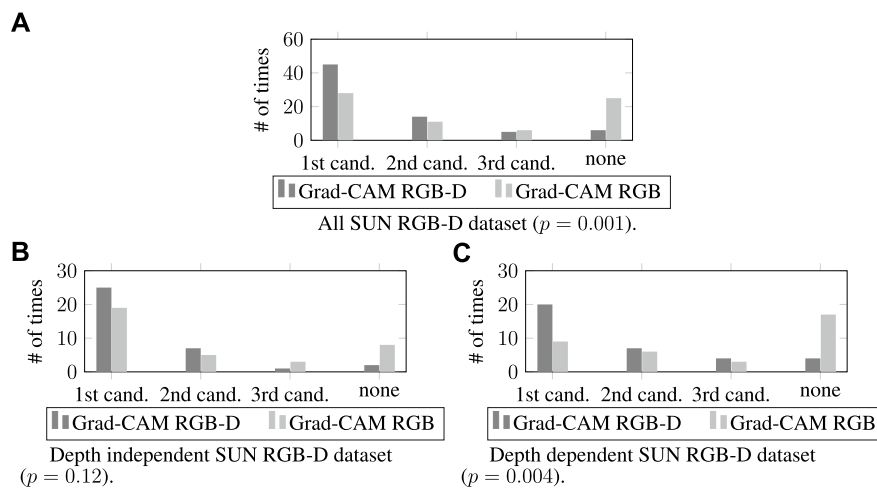 A
60
40
20
0
# of times
1st cand. 2nd cand. 3rd cand. none
Grad-CAM RGB-D Grad-CAM RGB
All SUN RGB-D dataset (p = 0.001).
B
30
20
10
0
# of times
1st cand. 2nd cand. 3rd cand. none
Grad-CAM RGB-D Grad-CAM RGB
Depth independent SUN RGB-D dataset
(p = 0.12).
C
30
20
10
0
# of times
1st cand. 2nd cand. 3rd cand. none
Grad-CAM RGB-D Grad-CAM RGB
Depth dependent SUN RGB-D dataset
(p = 0.004).